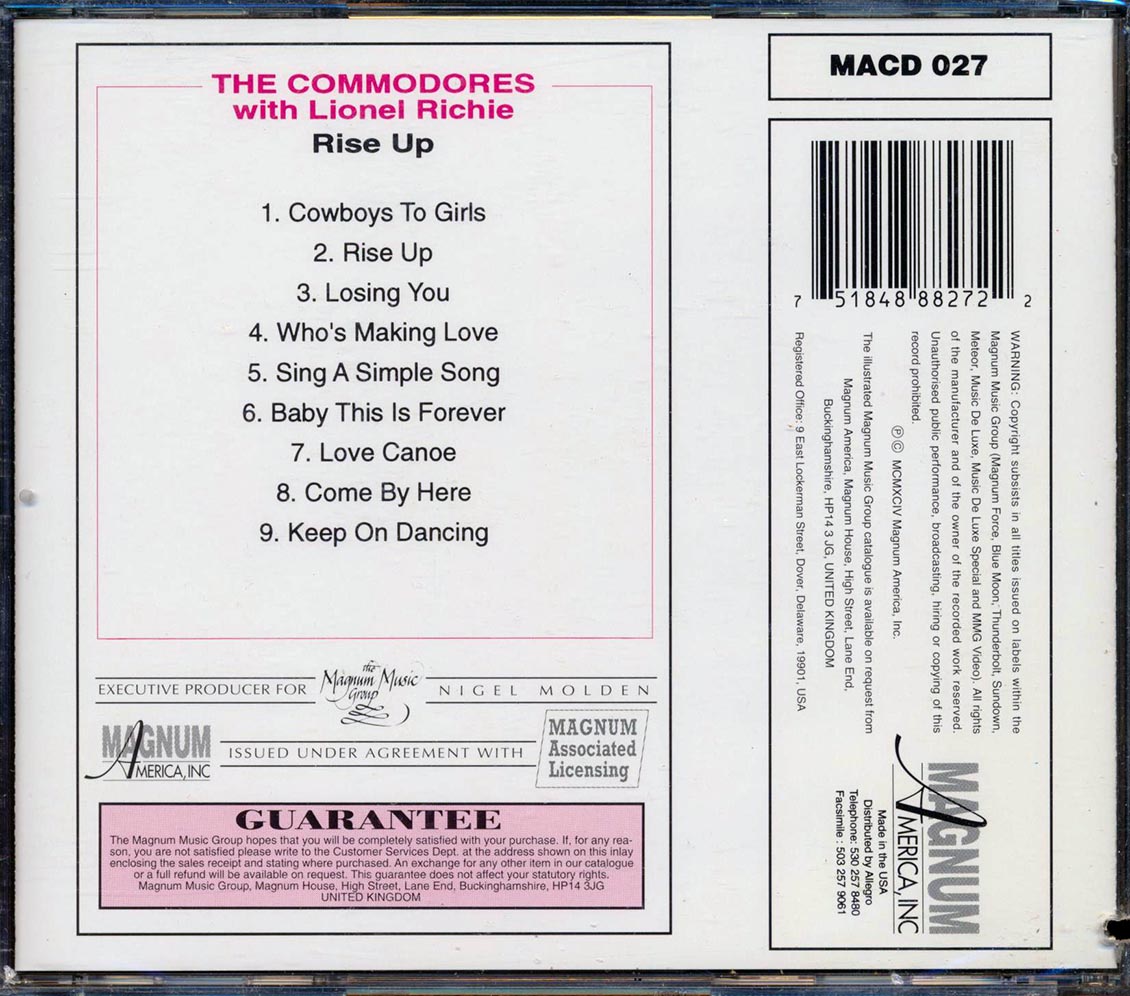 THE COMMODORES
with Lionel Richie
Rise Up
1. Cowboys To Girls
2. Rise Up
3. Losing You
4. Who's Making Love
5. Sing A Simple Song
6. Baby This Is Forever
7. Love Canoe
8. Come By Here
9. Keep On Dancing
EXECUTIVE PRODUCER FOR the Magnum Music Group NIGEL MOLDEN
MAGNUM AMERICA, INC ISSUED UNDER AGREEMENT WITH MAGNUM Associated Licensing
GUARANTEE
The Magnum Music Group hopes that you will be completely satisfied with your purchase. If, for any rea-
son, you are not satisfied please write to the Customer Services Dept. at the address shown on this inlay
enclosing the sales receipt and stating where purchased. An exchange for any other item in our catalogue
or a full refund will be available on request. This guarantee does not affect your statutory rights.
Magnum Music Group, Magnum House, High Street, Lane End, Buckinghamshire, HP14 3JG
UNITED KINGDOM
MACD 027
7 51848 88272 2
WARNING: Copyright subsists in all titles issued on labels within the
Magnum Music Group (Magnum Force, Blue Moon, Thunderbolt, Sundown,
Meteor, Music De Luxe, Music De Luxe Special and MMG Video). All rights
of the manufacturer and of the owner of the recorded work reserved.
Unauthorised public performance, broadcasting, hiring or copying of this
record prohibited.
℗© MCMXCIV Magnum America, Inc.
The illustrated Magnum Music Group catalogue is available on request from
Magnum America, Magnum House, High Street, Lane End,
Buckinghamshire, HP14 3 JG, UNITED KINGDOM
Registered Office: 9 East Lockerman Street, Dover, Delaware, 19901, USA
MAGNUM
AMERICA, INC
Made in the USA
Distributed by Allegro
Telephone: 530 257 8480
Facsimile : 503 257 9061